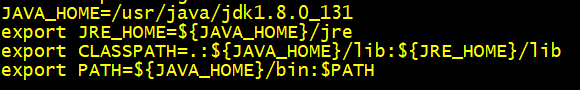 JAVA_HOME=/usr/java/jdk1.8.0_131
export JRE_HOME=${JAVA_HOME}/jre
export CLASSPATH=.:${JAVA_HOME}/lib:${JRE_HOME}/lib
export PATH=${JAVA_HOME}/bin:$PATH